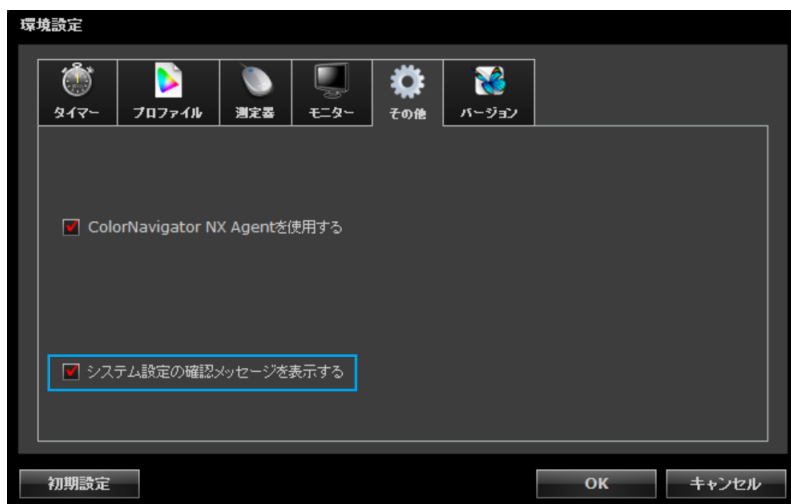 環境設定
タイマー
プロファイル
測定器
モニター
その他
バージョン
ColorNavigator NX Agentを使用する
システム設定の確認メッセージを表示する
初期設定
OK
キャンセル